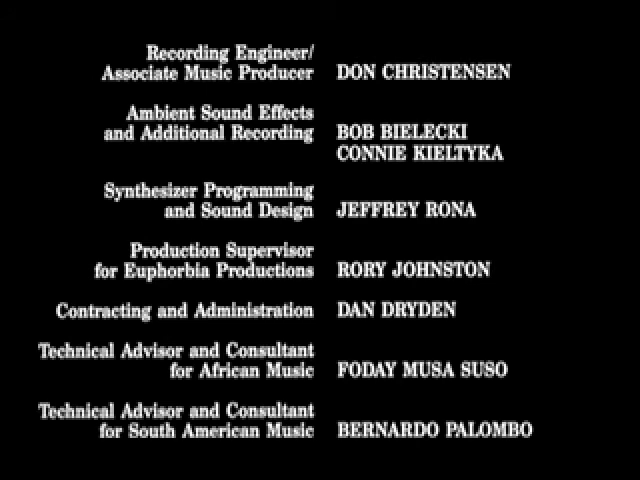 Recording Engineer/
Associate Music Producer DON CHRISTENSEN
Ambient Sound Effects
and Additional Recording BOB BIELECKI
CONNIE KIELTYKA
Synthesizer Programming
and Sound Design JEFFREY RONA
Production Supervisor
for Euphorbia Productions RORY JOHNSTON
Contracting and Administration DAN DRYDEN
Technical Advisor and Consultant
for African Music FODAY MUSA SUSO
Technical Advisor and Consultant
for South American Music BERNARDO PALOMBO